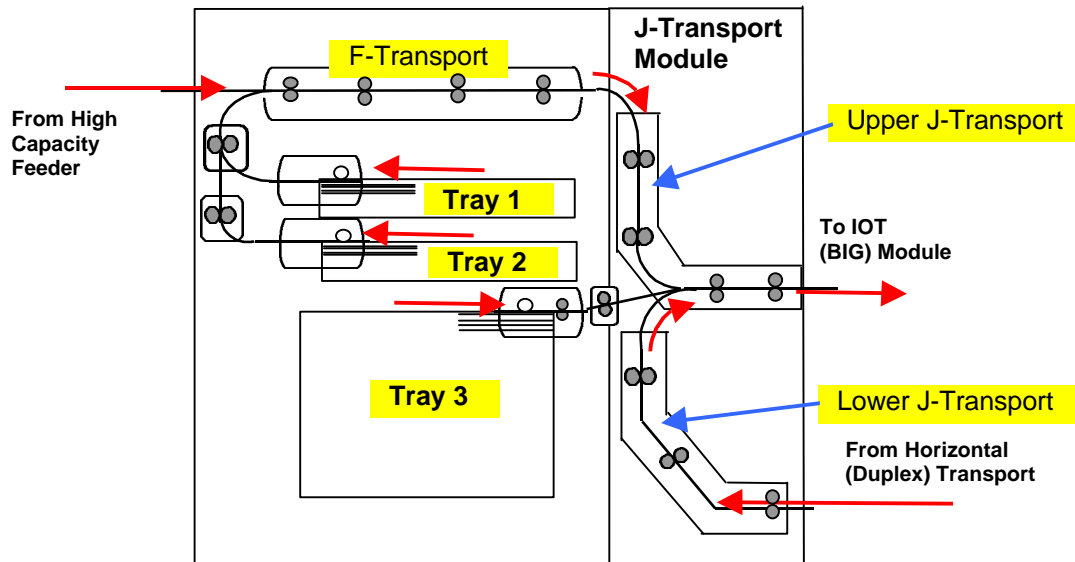 F-Transport
J-Transport
Module
From High
Capacity
Feeder
Upper J-Transport
Tray 1
Tray 2
To IOT
(BIG) Module
Tray 3
Lower J-Transport
From Horizontal
(Duplex) Transport